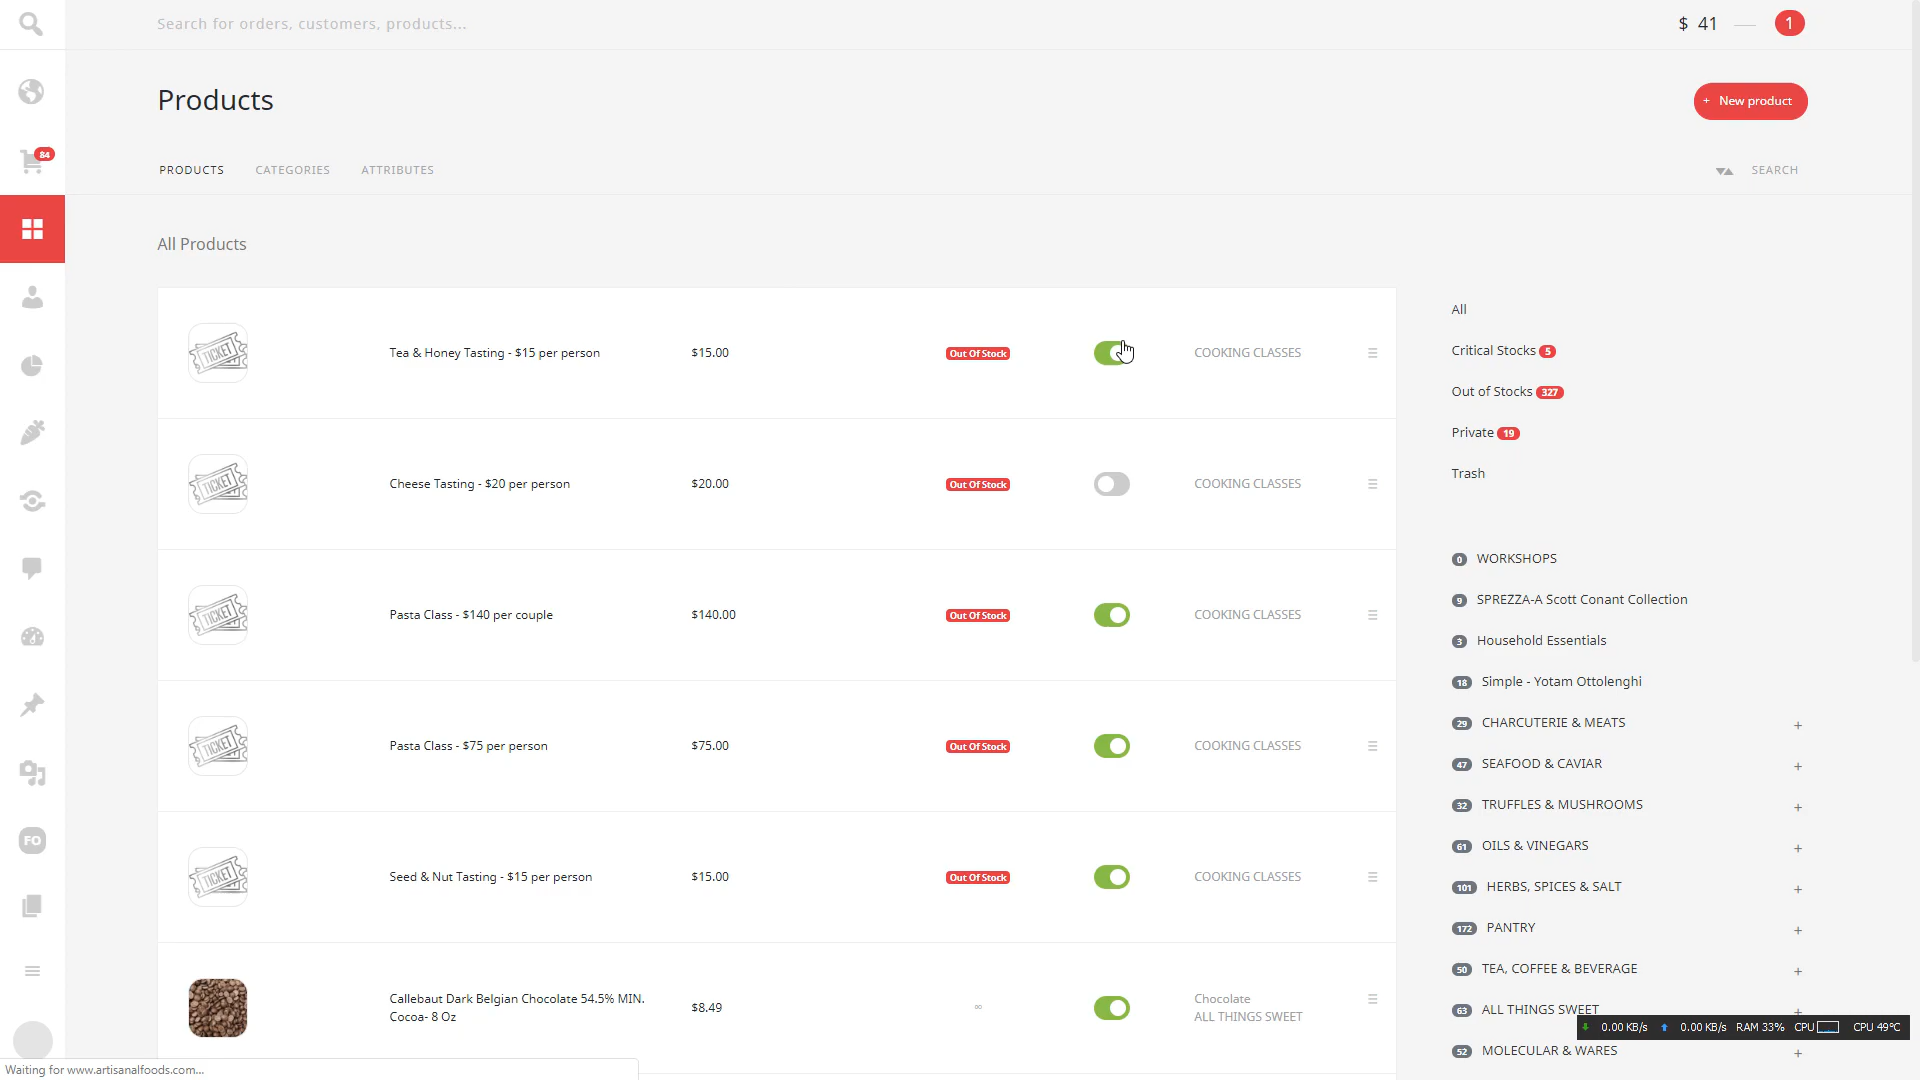 Search for orders, customers, products...
$ 41
1
Products
+ New product
84
PRODUCTS
CATEGORIES
ATTRIBUTES
SEARCH
All Products
TICKET
Tea & Honey Tasting - $15 per person
$15.00
Out Of Stock
COOKING CLASSES
TICKET
Cheese Tasting - $20 per person
$20.00
Out Of Stock
COOKING CLASSES
TICKET
Pasta Class - $140 per couple
$140.00
Out Of Stock
COOKING CLASSES
TICKET
Pasta Class - $75 per person
$75.00
Out Of Stock
COOKING CLASSES
TICKET
Seed & Nut Tasting - $15 per person
$15.00
Out Of Stock
COOKING CLASSES
Callebaut Dark Belgian Chocolate 54.5% MIN.
Cocoa- 8 Oz
$8.49
∞
Chocolate
ALL THINGS SWEET
All
Critical Stocks 5
Out of Stocks 327
Private 19
Trash
0 WORKSHOPS
9 SPREZZA-A Scott Conant Collection
3 Household Essentials
18 Simple - Yotam Ottolenghi
29 CHARCUTERIE & MEATS +
47 SEAFOOD & CAVIAR +
32 TRUFFLES & MUSHROOMS +
61 OILS & VINEGARS +
101 HERBS, SPICES & SALT +
172 PANTRY +
50 TEA, COFFEE & BEVERAGE +
63 ALL THINGS SWEET +
52 MOLECULAR & WARES +
FO
0.00 KB/s 0.00 KB/s RAM 33% CPU CPU 49°C
Waiting for www.artisanalfoods.com...